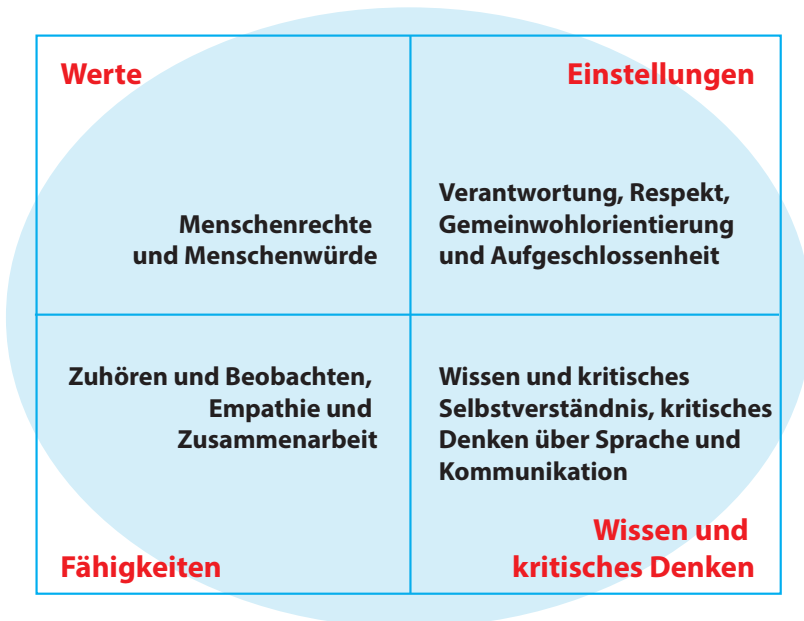 Werte
Menschenrechte
und Menschenwürde
Einstellungen
Verantwortung, Respekt,
Gemeinwohlorientierung
und Aufgeschlossenheit
Zuhören und Beobachten,
Empathie und
Zusammenarbeit
Fähigkeiten
Wissen und kritisches
Selbstverständnis, kritisches
Denken über Sprache und
Kommunikation
Wissen und
kritisches Denken